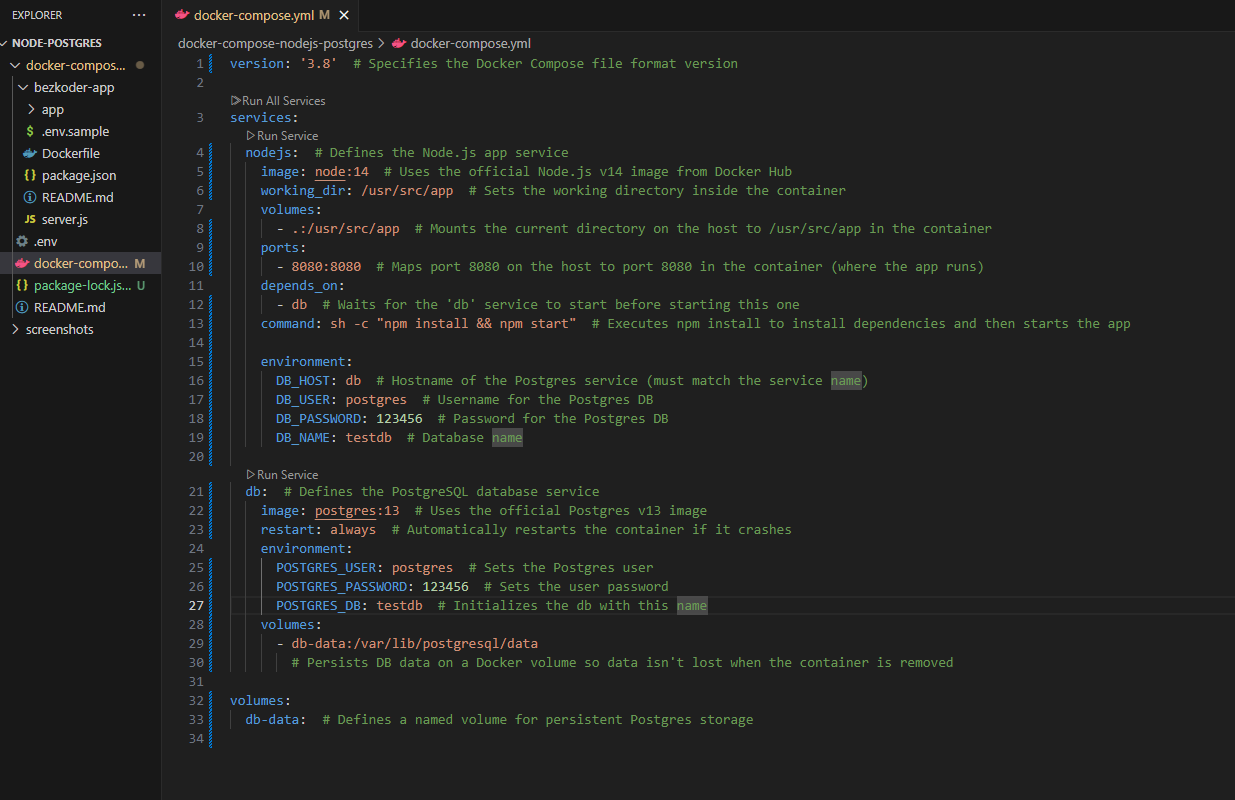 EXPLORER
···
NODE-POSTGRES
docker-compos...
bezkoder-app
app
$ .env.sample
Dockerfile
{} package.json
README.md
JS server.js
.env
docker-compo... M
{} package-lock.js... U
README.md
screenshots
docker-compose.yml M
docker-compose-nodejs-postgres > docker-compose.yml
1 version: '3.8'  # Specifies the Docker Compose file format version
2
Run All Services
3 services:
Run Service
4   nodejs:  # Defines the Node.js app service
5     image: node:14  # Uses the official Node.js v14 image from Docker Hub
6     working_dir: /usr/src/app  # Sets the working directory inside the container
7     volumes:
8       - .:/usr/src/app  # Mounts the current directory on the host to /usr/src/app in the container
9     ports:
10       - 8080:8080  # Maps port 8080 on the host to port 8080 in the container (where the app runs)
11     depends_on:
12       - db  # Waits for the 'db' service to start before starting this one
13     command: sh -c "npm install && npm start"  # Executes npm install to install dependencies and then starts the app
14
15     environment:
16       DB_HOST: db  # Hostname of the Postgres service (must match the service name)
17       DB_USER: postgres  # Username for the Postgres DB
18       DB_PASSWORD: 123456  # Password for the Postgres DB
19       DB_NAME: testdb  # Database name
20
Run Service
21   db:  # Defines the PostgreSQL database service
22     image: postgres:13  # Uses the official Postgres v13 image
23     restart: always  # Automatically restarts the container if it crashes
24     environment:
25       POSTGRES_USER: postgres  # Sets the Postgres user
26       POSTGRES_PASSWORD: 123456  # Sets the user password
27       POSTGRES_DB: testdb  # Initializes the db with this name
28     volumes:
29       - db-data:/var/lib/postgresql/data
30         # Persists DB data on a Docker volume so data isn't lost when the container is removed
31
32 volumes:
33   db-data:  # Defines a named volume for persistent Postgres storage
34